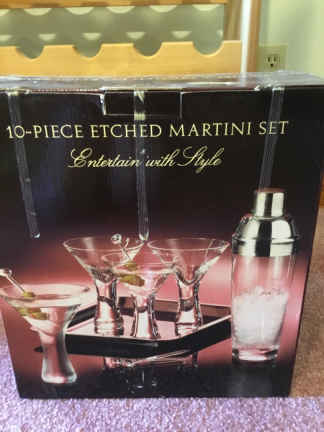 10-PIECE ETCHED MARTINI SET
Entertain with Style